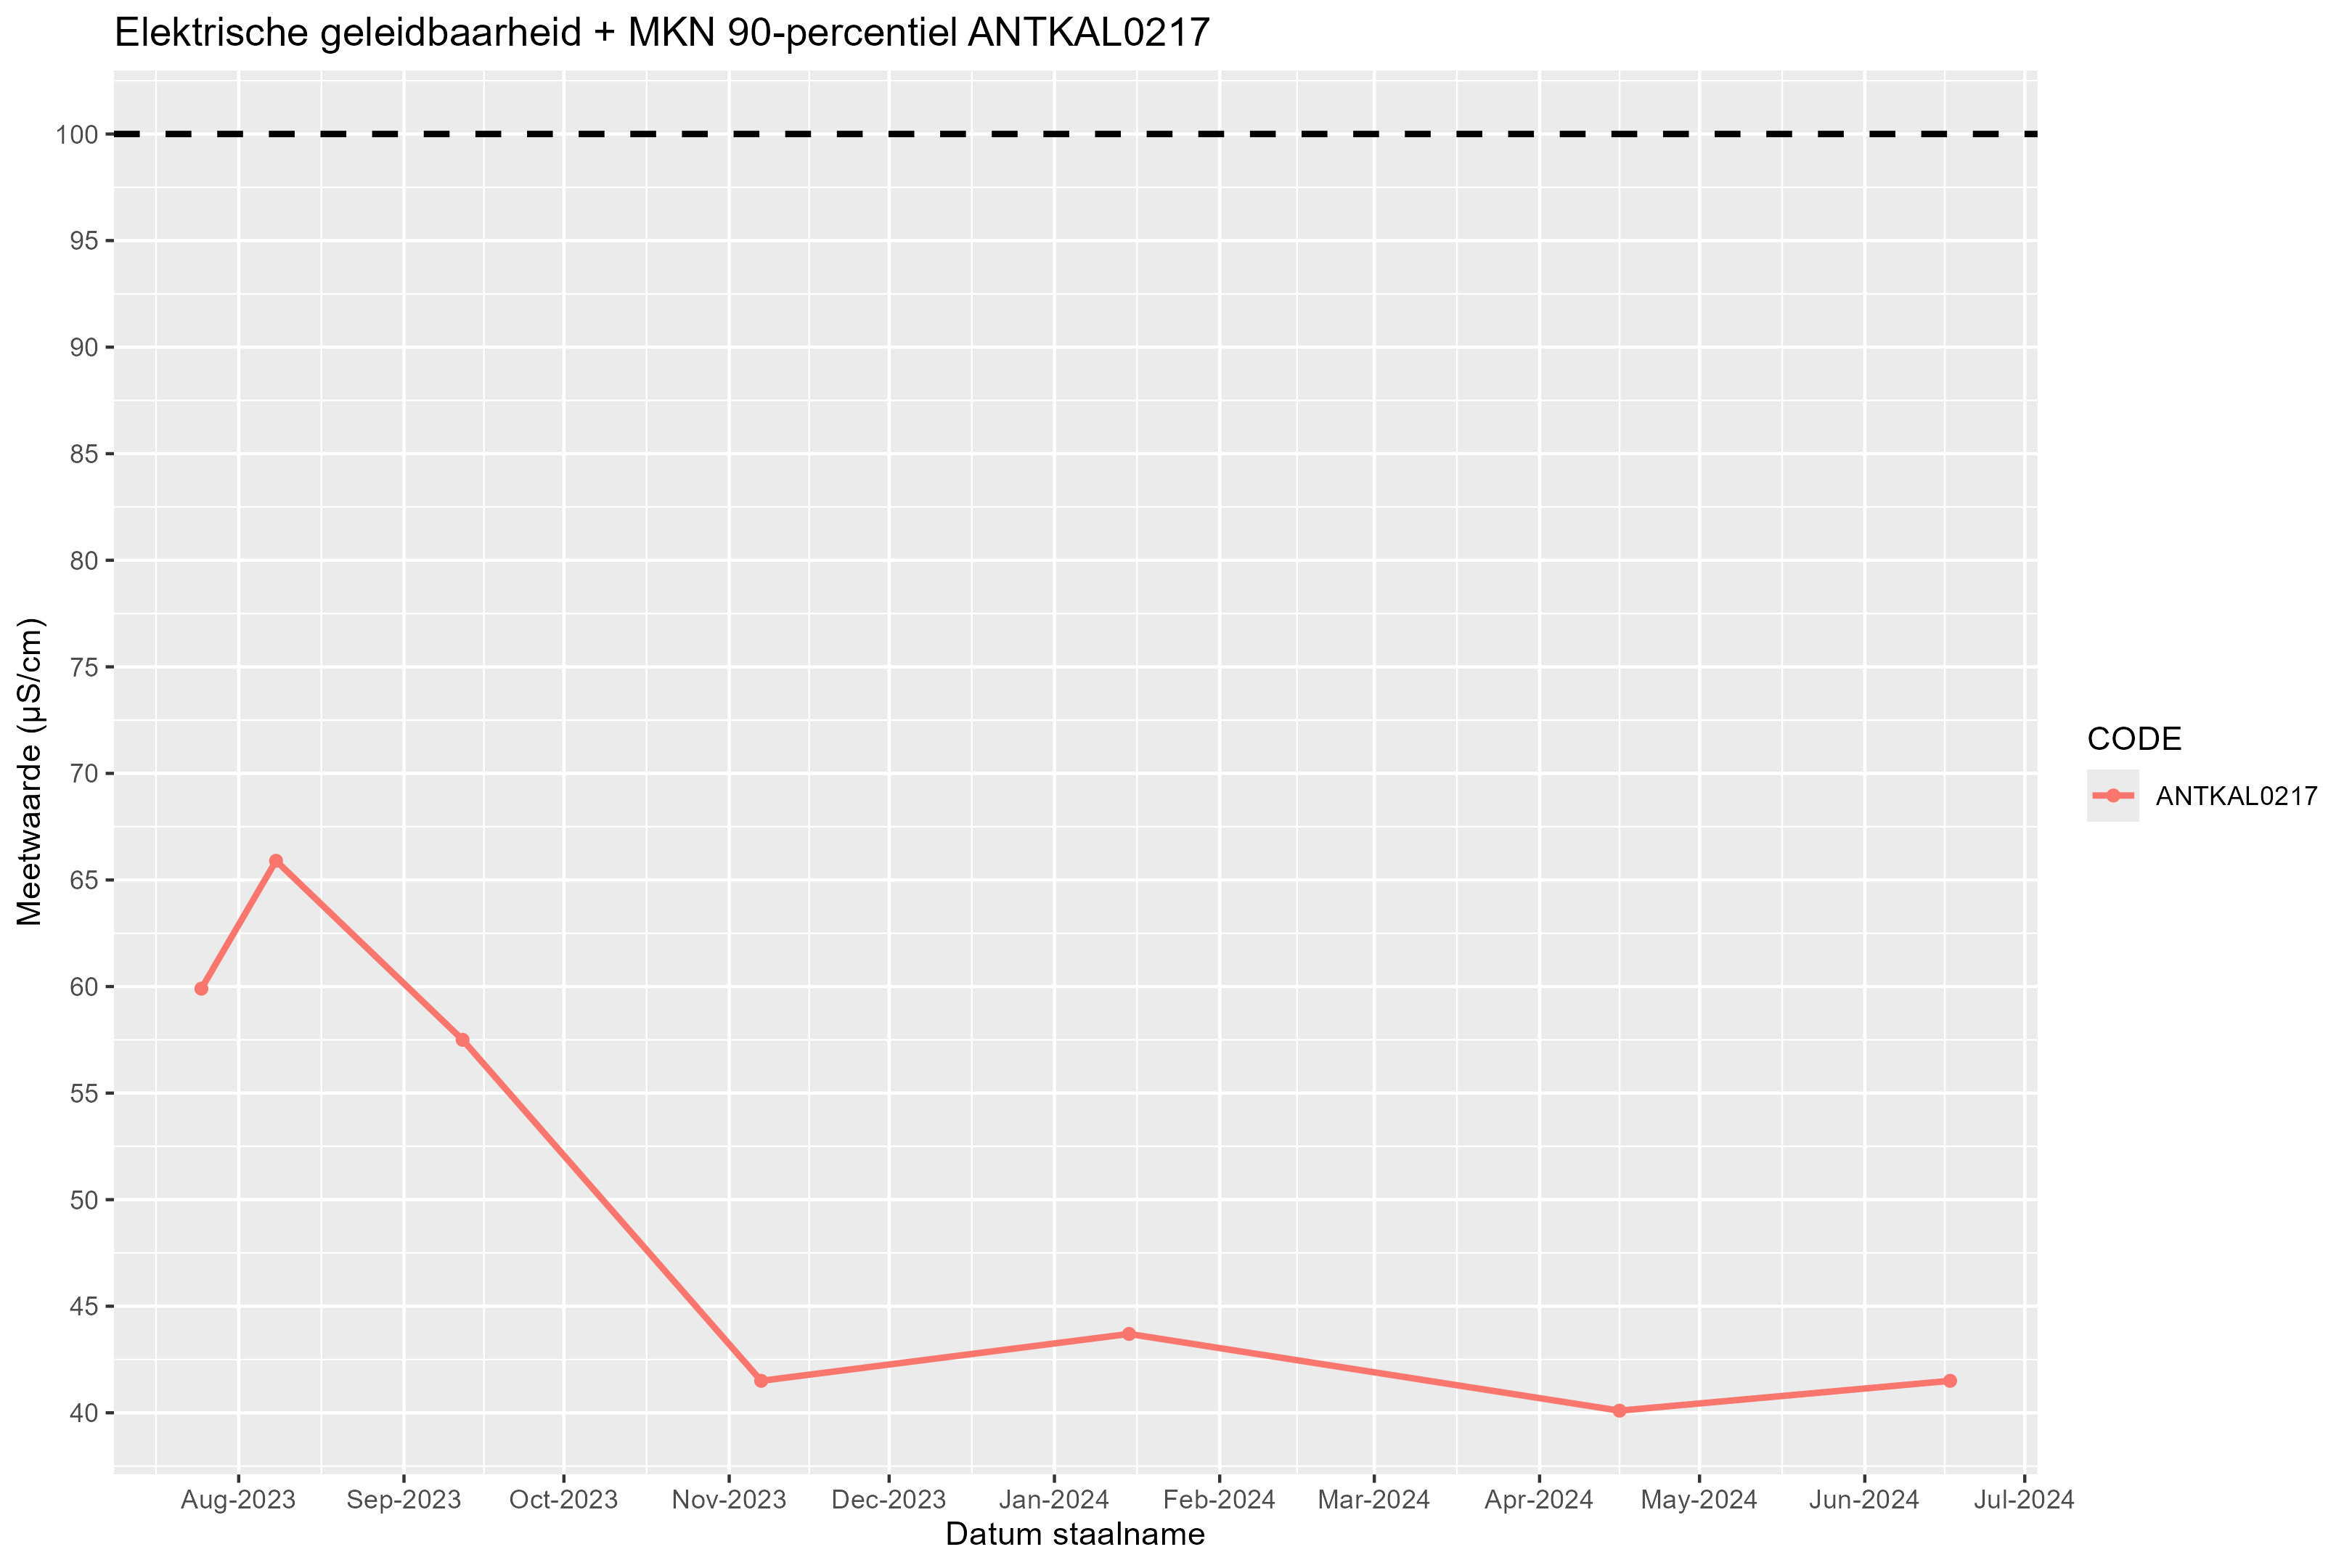 Elektrische geleidbaarheid + MKN 90-percentiel ANTKAL0217
Meetwaarde (µS/cm)
100
95
90
85
80
75
70
65
60
55
50
45
40
Aug-2023 Sep-2023 Oct-2023 Nov-2023 Dec-2023 Jan-2024 Feb-2024 Mar-2024 Apr-2024 May-2024 Jun-2024 Jul-2024
Datum staalname
CODE
ANTKAL0217